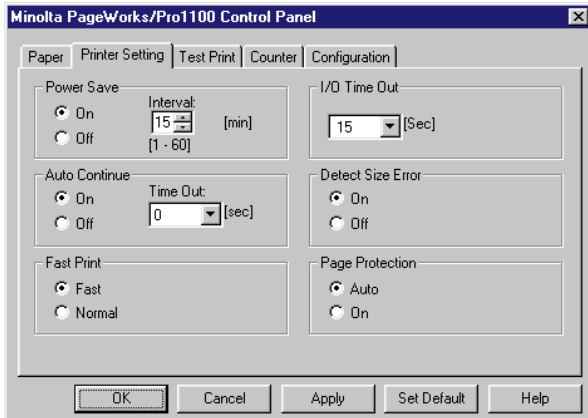 Minolta PageWorks/Pro1100 Control Panel
Paper Printer Setting Test Print Counter Configuration
Power Save
On
Off
Interval:
15 [min]
[1 - 60]
I/O Time Out
15 [Sec]
Auto Continue
On
Off
Time Out:
0 [sec]
Detect Size Error
On
Off
Fast Print
Fast
Normal
Page Protection
Auto
On
OK Cancel Apply Set Default Help